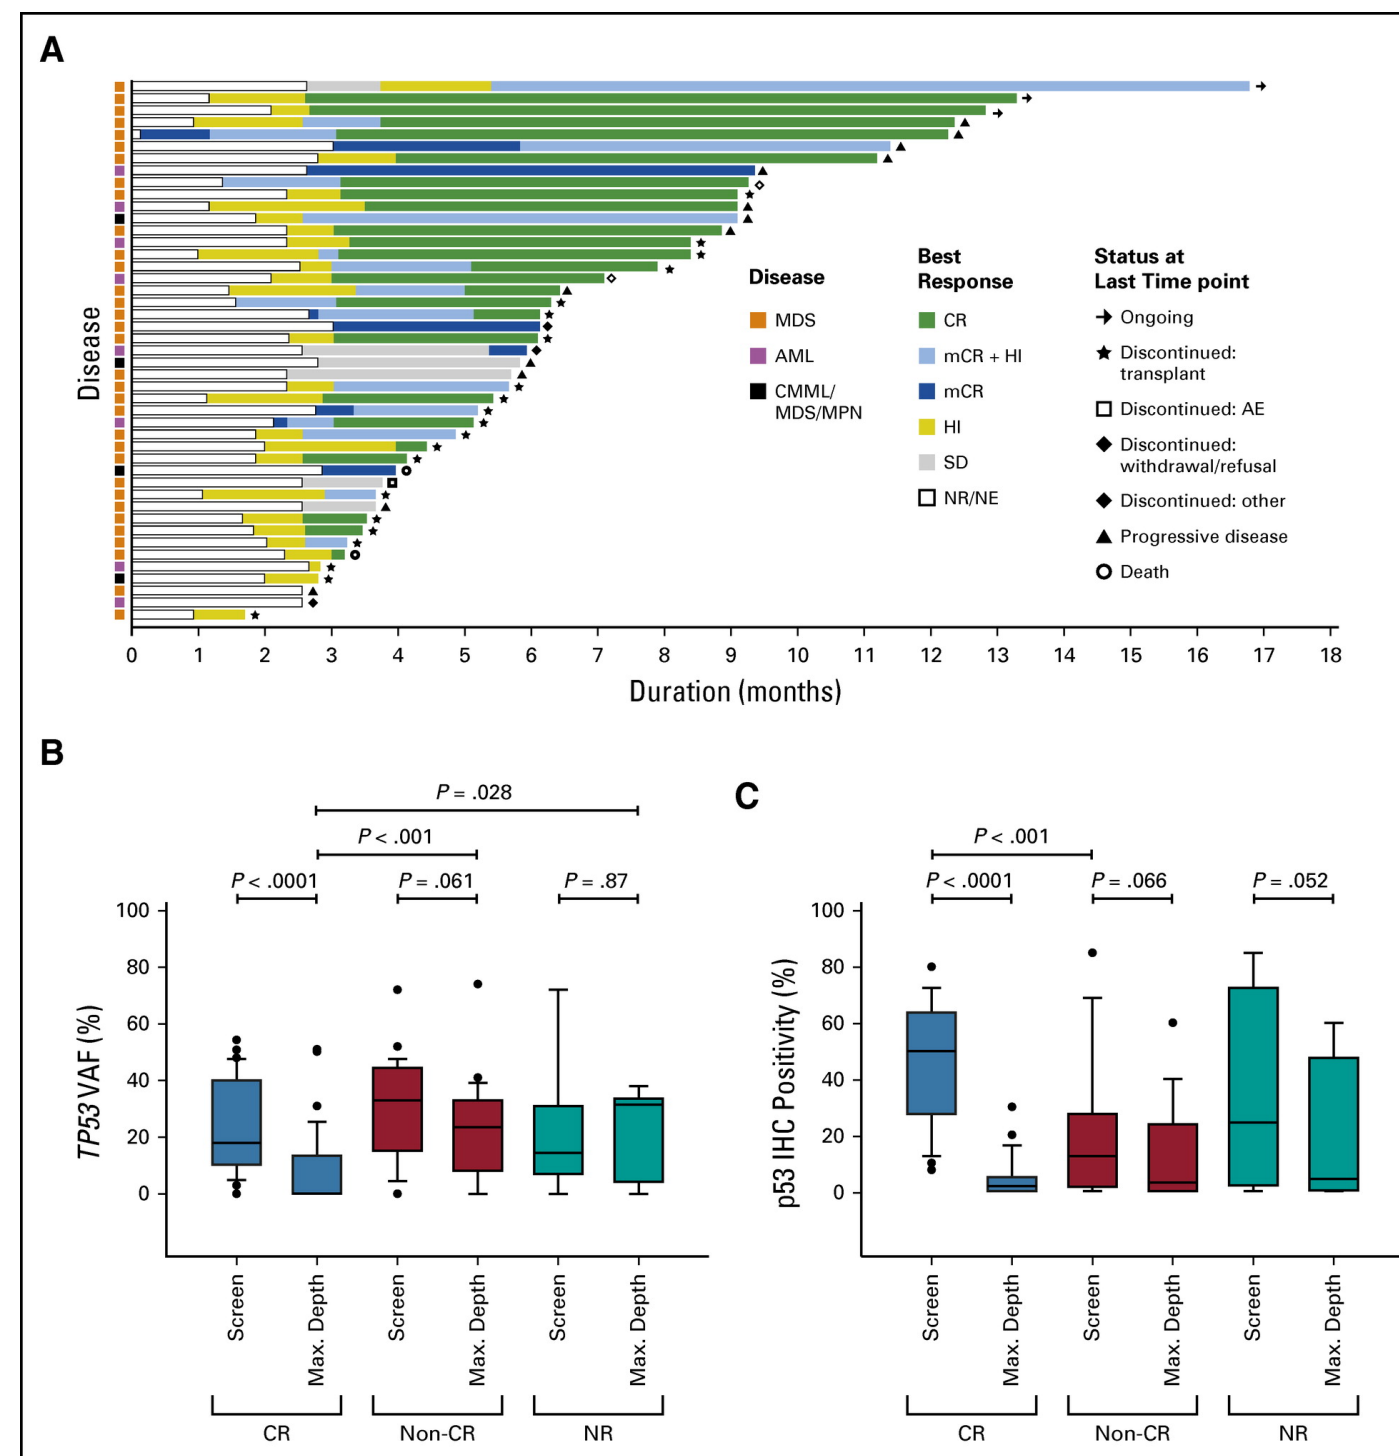 A
Disease
Disease
MDS
AML
CMML/
MDS/MPN
Best
Response
CR
mCR + HI
mCR
HI
SD
NR/NE
Status at
Last Time point
Ongoing
Discontinued:
transplant
Discontinued: AE
Discontinued:
withdrawal/refusal
Discontinued: other
Progressive disease
Death
0 1 2 3 4 5 6 7 8 9 10 11 12 13 14 15 16 17 18
Duration (months)
B
P = .028
P < .001
P < .0001 P = .061 P = .87
100
80
60
40
20
0
TP53 VAF (%)
Screen
Max. Depth
Screen
Max. Depth
Screen
Max. Depth
CR Non-CR NR
C
P < .001
P < .0001 P = .066 P = .052
100
80
60
40
20
0
p53 IHC Positivity (%)
Screen
Max. Depth
Screen
Max. Depth
Screen
Max. Depth
CR Non-CR NR